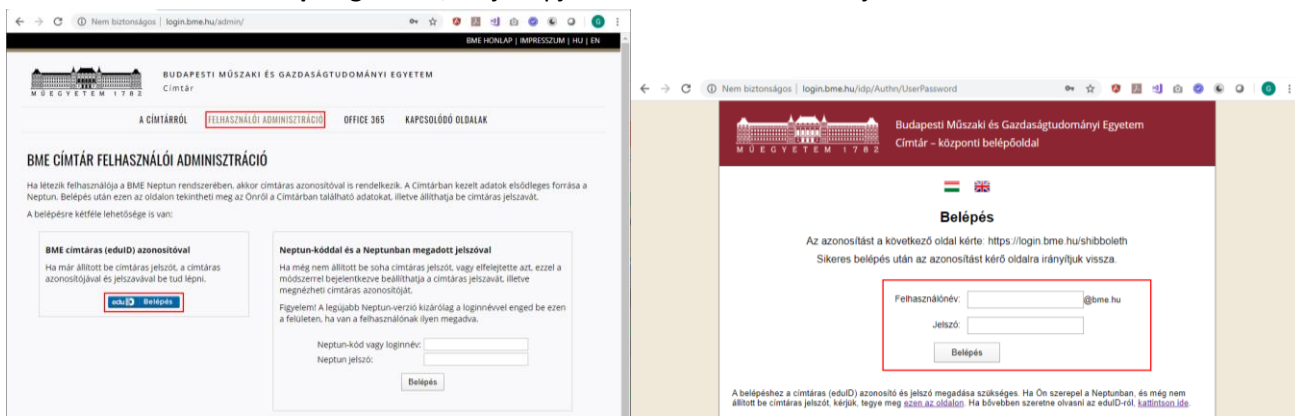 Nem biztonságos | login.bme.hu/admin/
BME HONLAP | IMPRESSZUM | HU | EN
BUDAPESTI MŰSZAKI ÉS GAZDASÁGTUDOMÁNYI EGYETEM
Címtár
MŰEGYETEM 1782
A CÍMTÁRRÓL FELHASZNÁLÓI ADMINISZTRÁCIÓ OFFICE 365 KAPCSOLÓDÓ OLDALAK
BME CÍMTÁR FELHASZNÁLÓI ADMINISZTRÁCIÓ
Ha létezik felhasználója a BME Neptun rendszerében, akkor címtáras azonosítóval is rendelkezik. A Címtárban kezelt adatok elsődleges forrása a
Neptun. Belépés után ezen az oldalon tekintheti meg az Önről a Címtárban található adatokat, illetve állíthatja be címtáras jelszavát.
A belépésre kétféle lehetősége is van:
BME címtáras (eduID) azonosítóval
Ha már állított be címtáras jelszót, a címtáras
azonosítójával és jelszavával be tud lépni.
eduID Belépés
Neptun-kóddal és a Neptunban megadott jelszóval
Ha még nem állított be soha címtáras jelszót, vagy elfelejtette azt, ezzel a
módszerrel bejelentkezve beállíthatja a címtáras jelszavát, illetve
megnézheti címtáras azonosítóját.
Figyelem! A legújabb Neptun-verzió kizárólag a loginnévvel enged be ezen
a felületen, ha van a felhasználónak ilyen megadva.
Neptun-kód vagy loginnév:
Neptun jelszó:
Belépés
Nem biztonságos | login.bme.hu/idp/Authn/UserPassword
Budapesti Műszaki és Gazdaságtudományi Egyetem
Címtár – központi belépőoldal
MŰEGYETEM 1782
Belépés
Az azonosítást a következő oldal kérte: https://login.bme.hu/shibboleth
Sikeres belépés után az azonosítást kérő oldalra irányítjuk vissza.
Felhasználónév: @bme.hu
Jelszó:
Belépés
A belépéshez a címtáras (eduID) azonosító és jelszó megadása szükséges. Ha Ön szerepel a Neptunban, és még nem
állított be címtáras jelszót, kérjük, tegye meg ezen az oldalon. Ha bővebben szeretne olvasni az eduID-ról, kattintson ide.